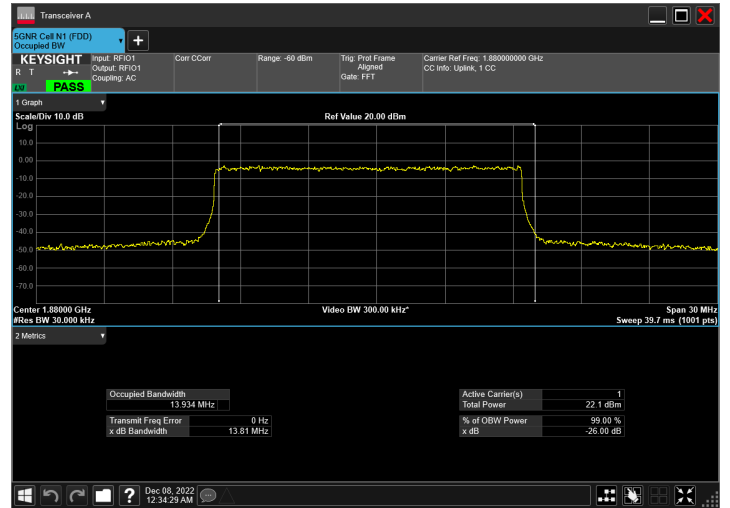 Transceiver A
5GNR Cell N1 (FDD)
Occupied BW
KEYSIGHT
R T
LXI
PASS
Input: RFIO1
Output: RFIO1
Coupling: AC
Corr CCorr
Range: -60 dBm
Trig: Prot Frame
Aligned
Gate: FFT
Carrier Ref Freq: 1.880000000 GHz
CC Info: Uplink, 1 CC
1 Graph
Scale/Div 10.0 dB
Ref Value 20.00 dBm
Log
10.0
0.00
-10.0
-20.0
-30.0
-40.0
-50.0
-60.0
-70.0
Center 1.88000 GHz
Video BW 300.00 kHz*
Span 30 MHz
#Res BW 30.000 kHz
Sweep 39.7 ms (1001 pts)
2 Metrics
Occupied Bandwidth
13.934 MHz
Transmit Freq Error 0 Hz
x dB Bandwidth 13.81 MHz
Active Carrier(s) 1
Total Power 22.1 dBm
% of OBW Power 99.00 %
x dB -26.00 dB
?
Dec 08, 2022
12:34:29 AM